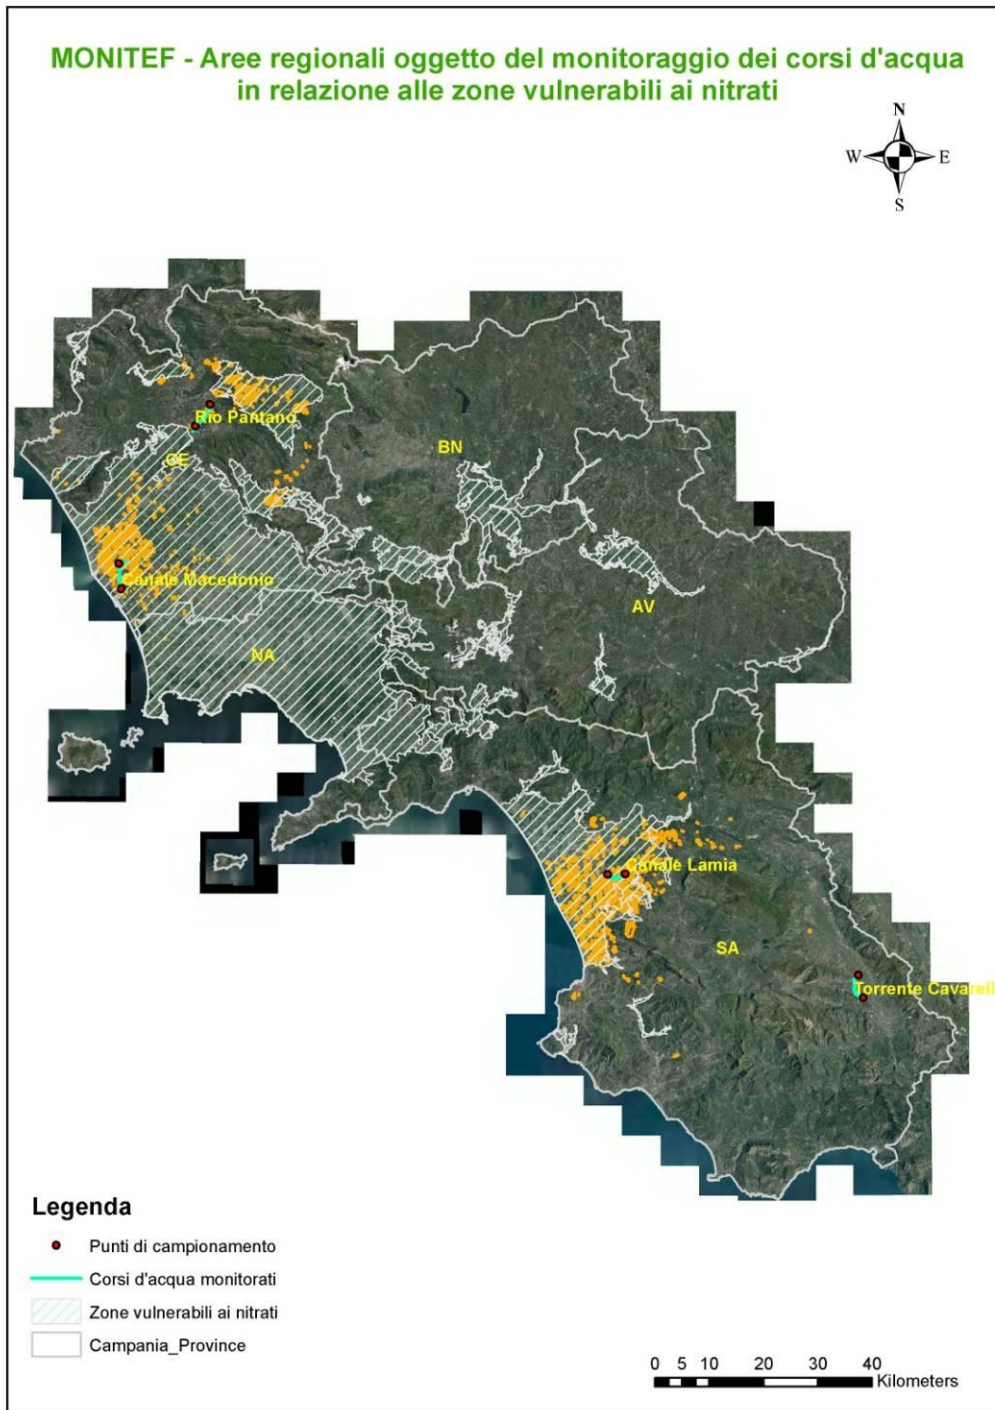 MONITEF - Aree regionali oggetto del monitoraggio dei corsi d'acqua
in relazione alle zone vulnerabili ai nitrati
N
W E
S
Rio Pantano
CE
BN
Canale Macedonio
AV
NA
Canale Lamia
SA
Torrente Cavarell
Legenda
Punti di campionamento
Corsi d'acqua monitorati
Zone vulnerabili ai nitrati
Campania_Province
0 5 10 20 30 40
Kilometers